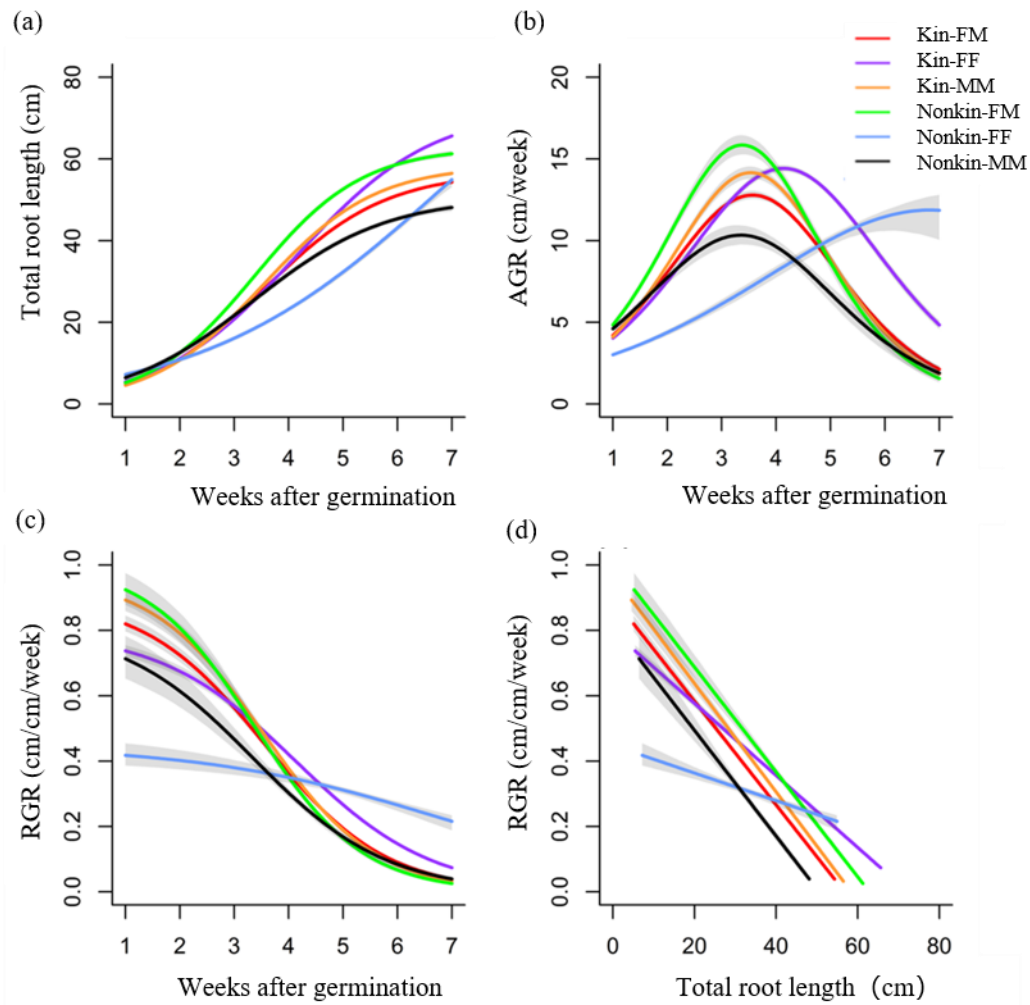 (a)
(b)
Kin-FM
Kin-FF
Kin-MM
Nonkin-FM
Nonkin-FF
Nonkin-MM
Total root length (cm)
80
60
40
20
0
1 2 3 4 5 6 7
Weeks after germination
AGR (cm/week)
20
15
10
5
0
1 2 3 4 5 6 7
Weeks after germination
(c)
(d)
RGR (cm/cm/week)
1.0
0.8
0.6
0.4
0.2
0.0
1 2 3 4 5 6 7
Weeks after germination
RGR (cm/cm/week)
1.0
0.8
0.6
0.4
0.2
0.0
0 20 40 60 80
Total root length（cm）